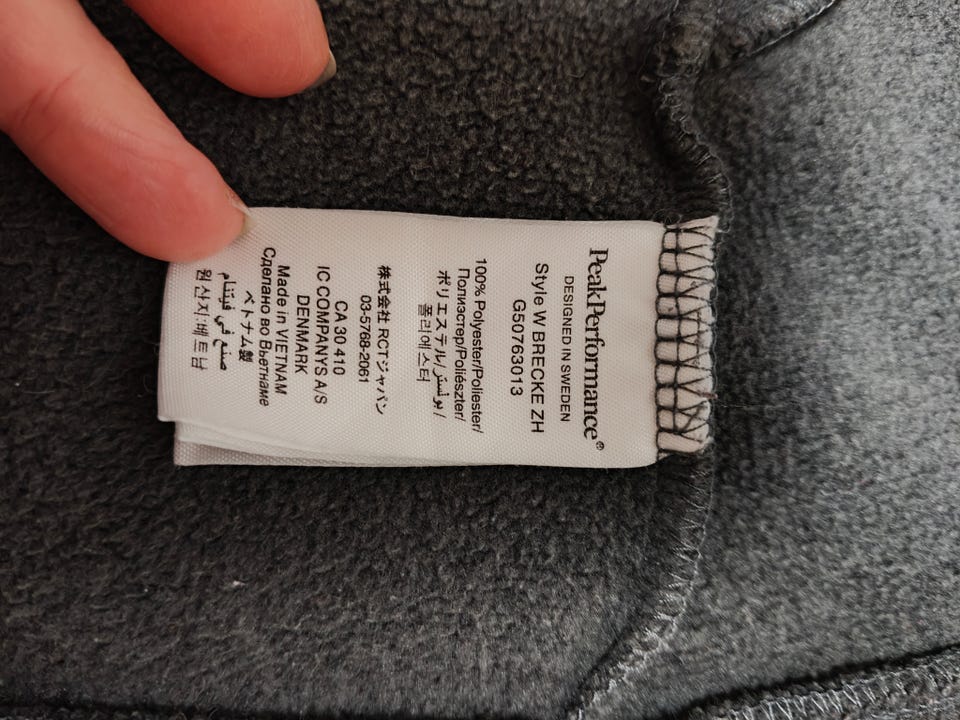 PeakPerformance®
DESIGNED IN SWEDEN
Style W BRECKE ZH
G50763013
100% Polyester/Poliester/
Полиэстер/Poliészter/
ポリエステル/بوليستر/
폴리에스터
株式会社 RCTジャパン
03-5768-2061
CA 30 410
IC COMPANYS A/S
DENMARK
Made in VIETNAM
Сделано во Вьетнаме
ベトナム製
صنع في فيتنام
원산지:베트남